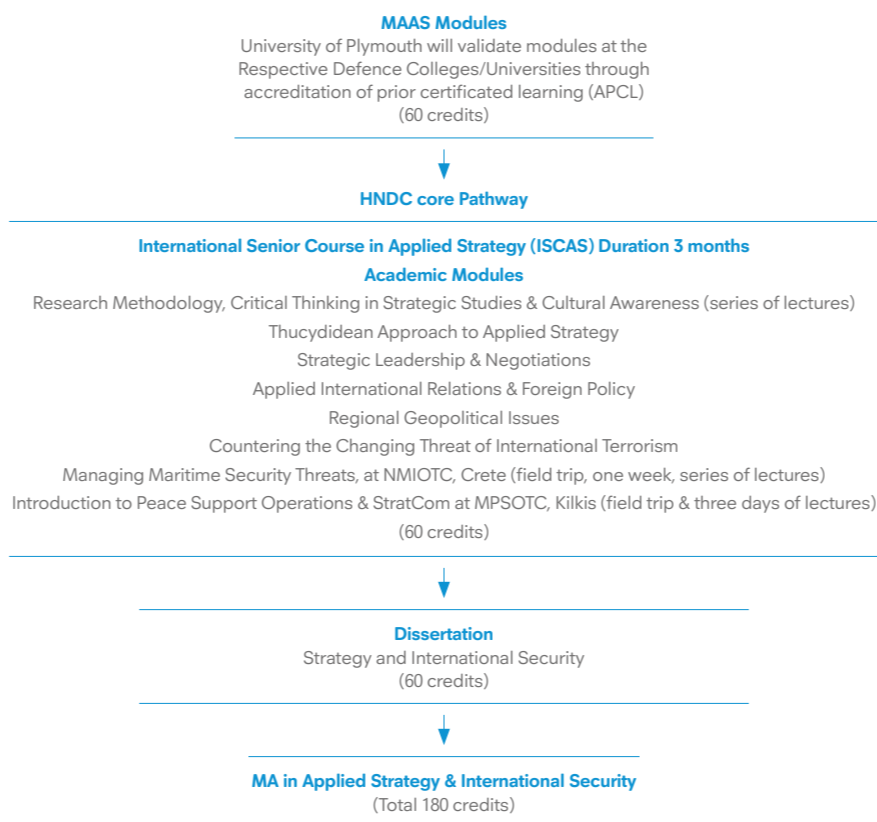 MAAS Modules
University of Plymouth will validate modules at the
Respective Defence Colleges/Universities through
accreditation of prior certificated learning (APCL)
(60 credits)
HNDC core Pathway
International Senior Course in Applied Strategy (ISCAS) Duration 3 months
Academic Modules
Research Methodology, Critical Thinking in Strategic Studies & Cultural Awareness (series of lectures)
Thucydidean Approach to Applied Strategy
Strategic Leadership & Negotiations
Applied International Relations & Foreign Policy
Regional Geopolitical Issues
Countering the Changing Threat of International Terrorism
Managing Maritime Security Threats, at NMIOTC, Crete (field trip, one week, series of lectures)
Introduction to Peace Support Operations & StratCom at MPSOTC, Kilkis (field trip & three days of lectures)
(60 credits)
Dissertation
Strategy and International Security
(60 credits)
MA in Applied Strategy & International Security
(Total 180 credits)